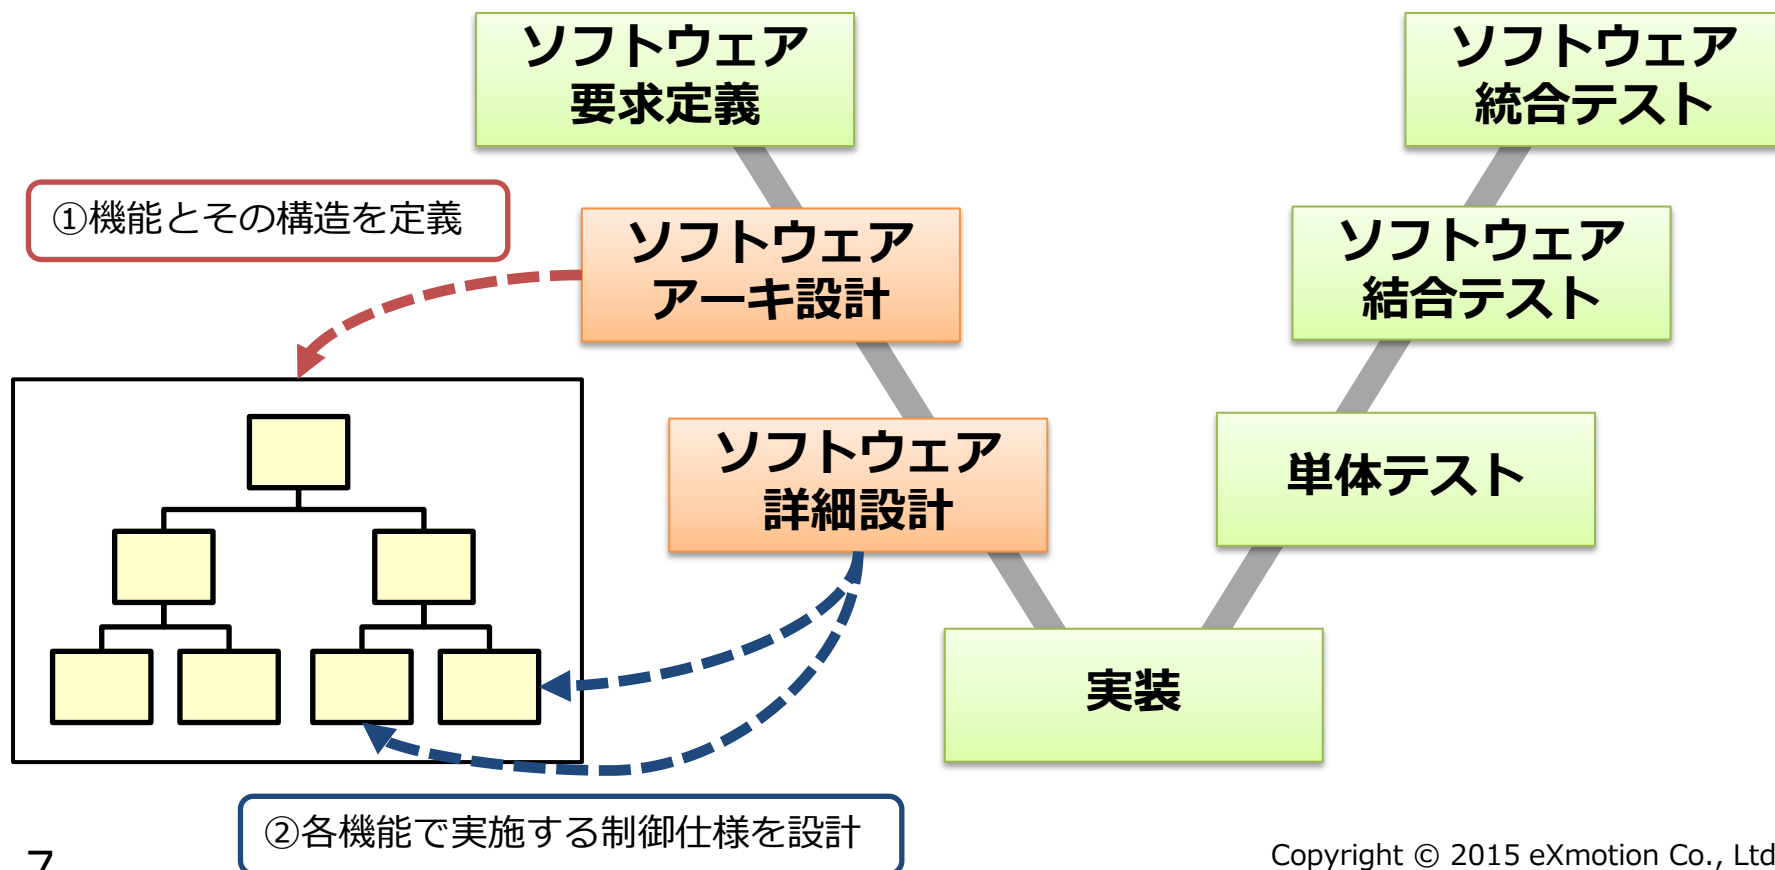 ソフトウェア
要求定義
ソフトウェア
統合テスト
①機能とその構造を定義
ソフトウェア
アーキ設計
ソフトウェア
結合テスト
ソフトウェア
詳細設計
単体テスト
実装
②各機能で実施する制御仕様を設計
7
Copyright © 2015 eXmotion Co., Ltd